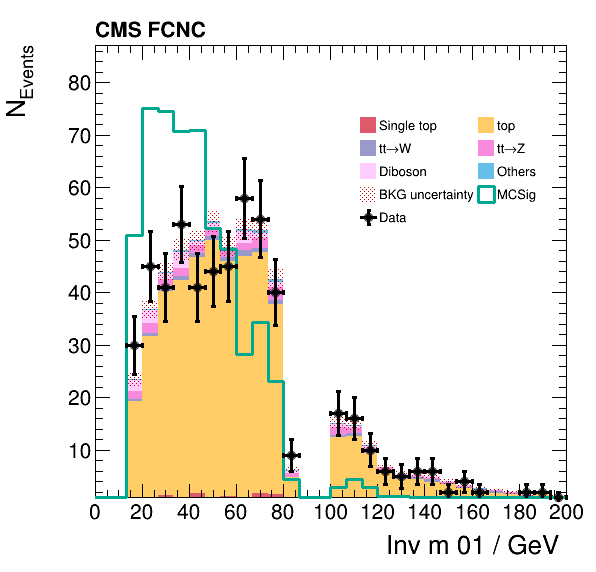 CMS FCNC
N_Events
80
70
60
50
40
30
20
10
Single top
top
tt→W
tt→Z
Diboson
Others
BKG uncertainty
MCSig
Data
0 20 40 60 80 100 120 140 160 180 200
Inv m 01 / GeV